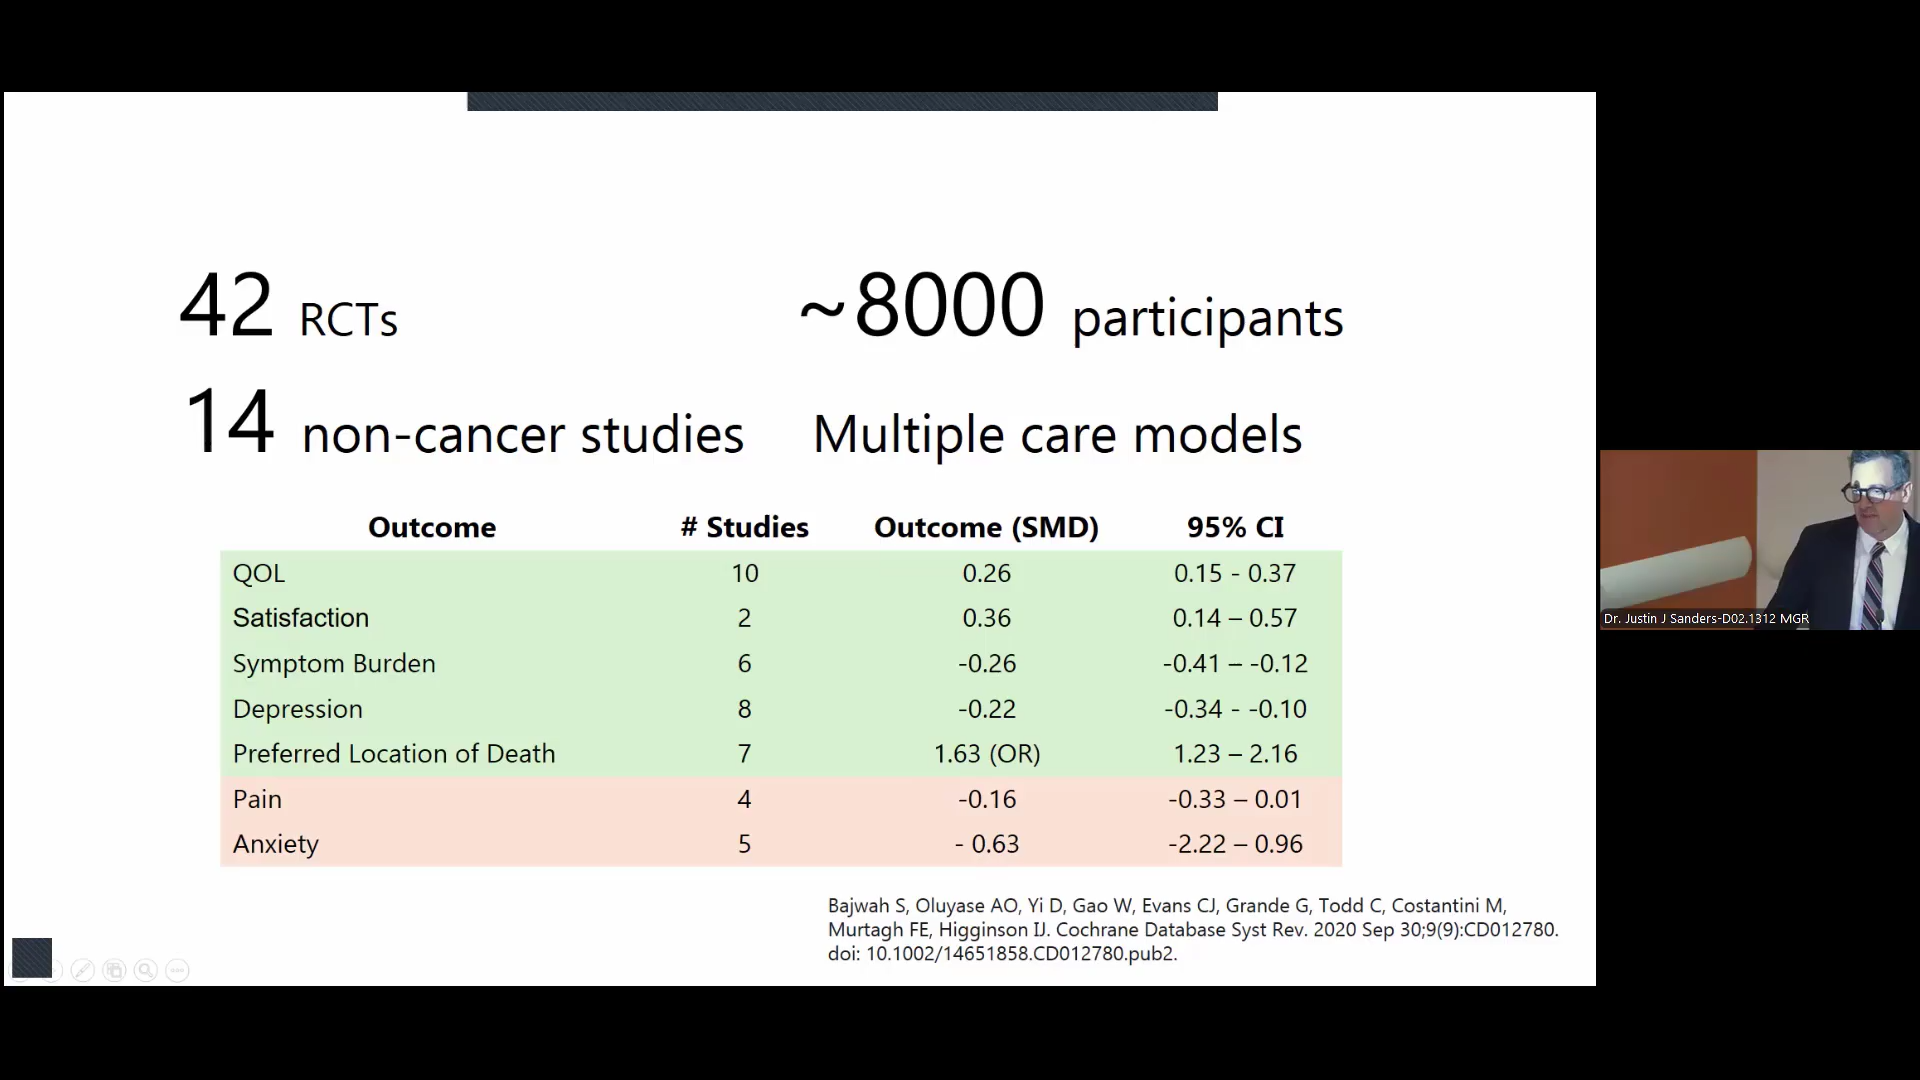 42 RCTs
~8000 participants
14 non-cancer studies
Multiple care models
Outcome # Studies Outcome (SMD) 95% CI
QOL 10 0.26 0.15 - 0.37
Satisfaction 2 0.36 0.14 – 0.57
Symptom Burden 6 -0.26 -0.41 – -0.12
Depression 8 -0.22 -0.34 - -0.10
Preferred Location of Death 7 1.63 (OR) 1.23 – 2.16
Pain 4 -0.16 -0.33 – 0.01
Anxiety 5 - 0.63 -2.22 – 0.96
Bajwah S, Oluyase AO, Yi D, Gao W, Evans CJ, Grande G, Todd C, Costantini M,
Murtagh FE, Higginson IJ. Cochrane Database Syst Rev. 2020 Sep 30;9(9):CD012780.
doi: 10.1002/14651858.CD012780.pub2.
Dr. Justin J Sanders-D02.1312 MGR